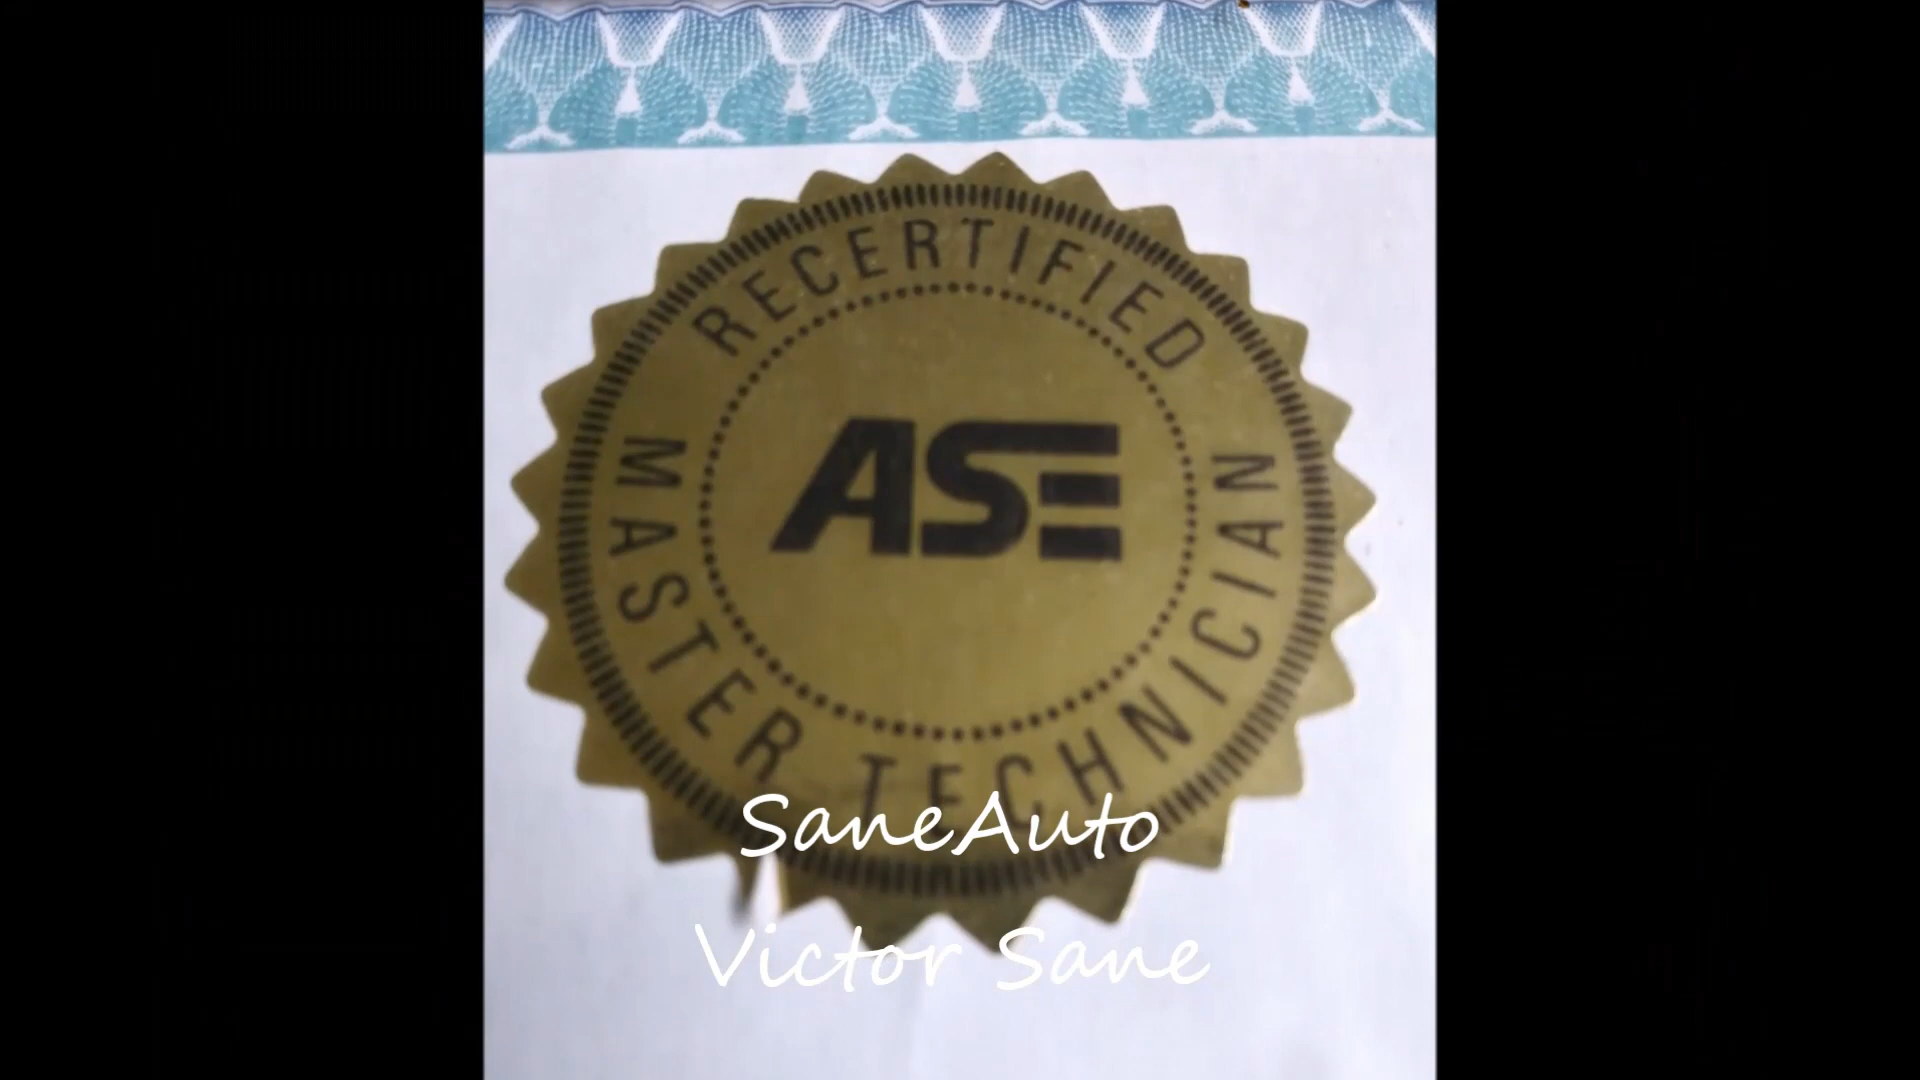 RECERTIFIED
ASE
MASTER TECHNICIAN
SaneAuto
Victor Sane